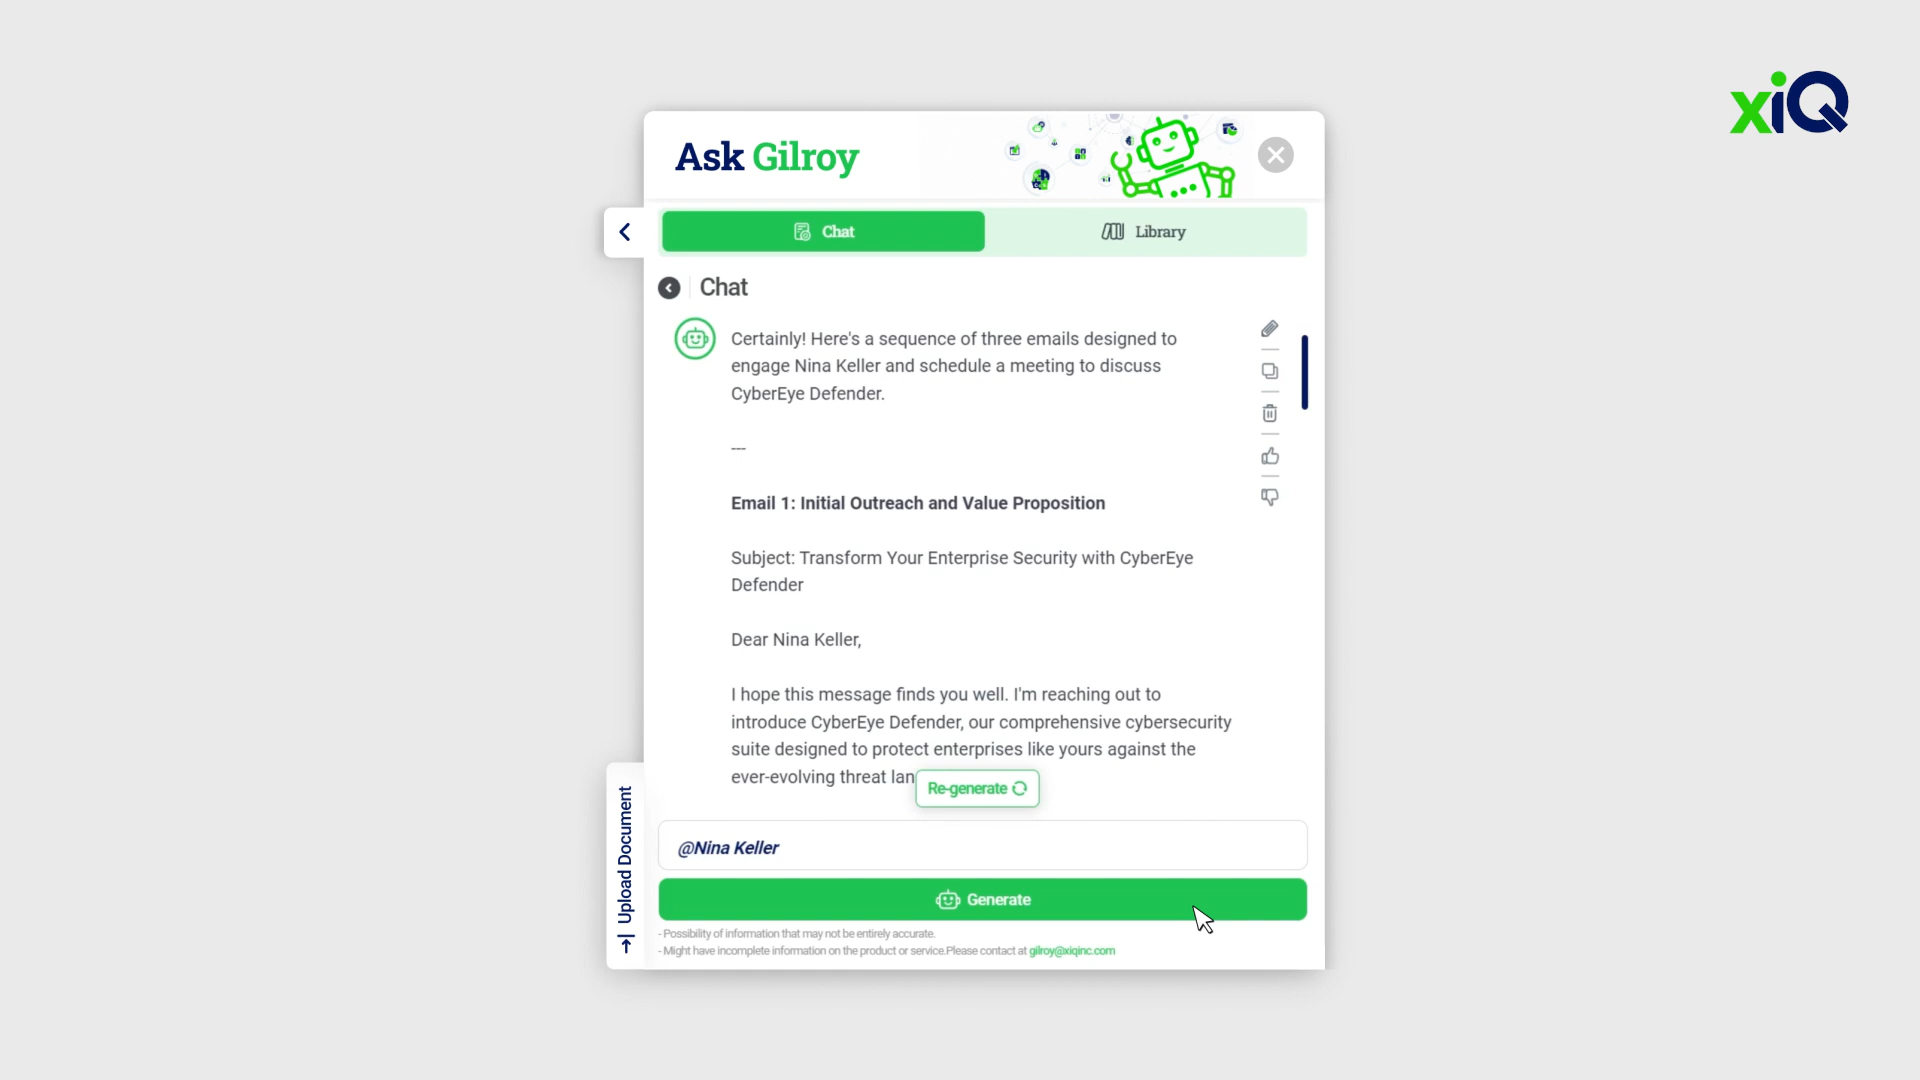 xiQ
Ask Gilroy
Chat
Library
Chat
Certainly! Here's a sequence of three emails designed to
engage Nina Keller and schedule a meeting to discuss
CyberEye Defender.
---
Email 1: Initial Outreach and Value Proposition
Subject: Transform Your Enterprise Security with CyberEye
Defender
Dear Nina Keller,
I hope this message finds you well. I'm reaching out to
introduce CyberEye Defender, our comprehensive cybersecurity
suite designed to protect enterprises like yours against the
ever-evolving threat lan
Re-generate
@Nina Keller
Upload Document
Generate
- Possibility of information that may not be entirely accurate.
- Might have incomplete information on the product or service.Please contact at gilroy@xiqinc.com